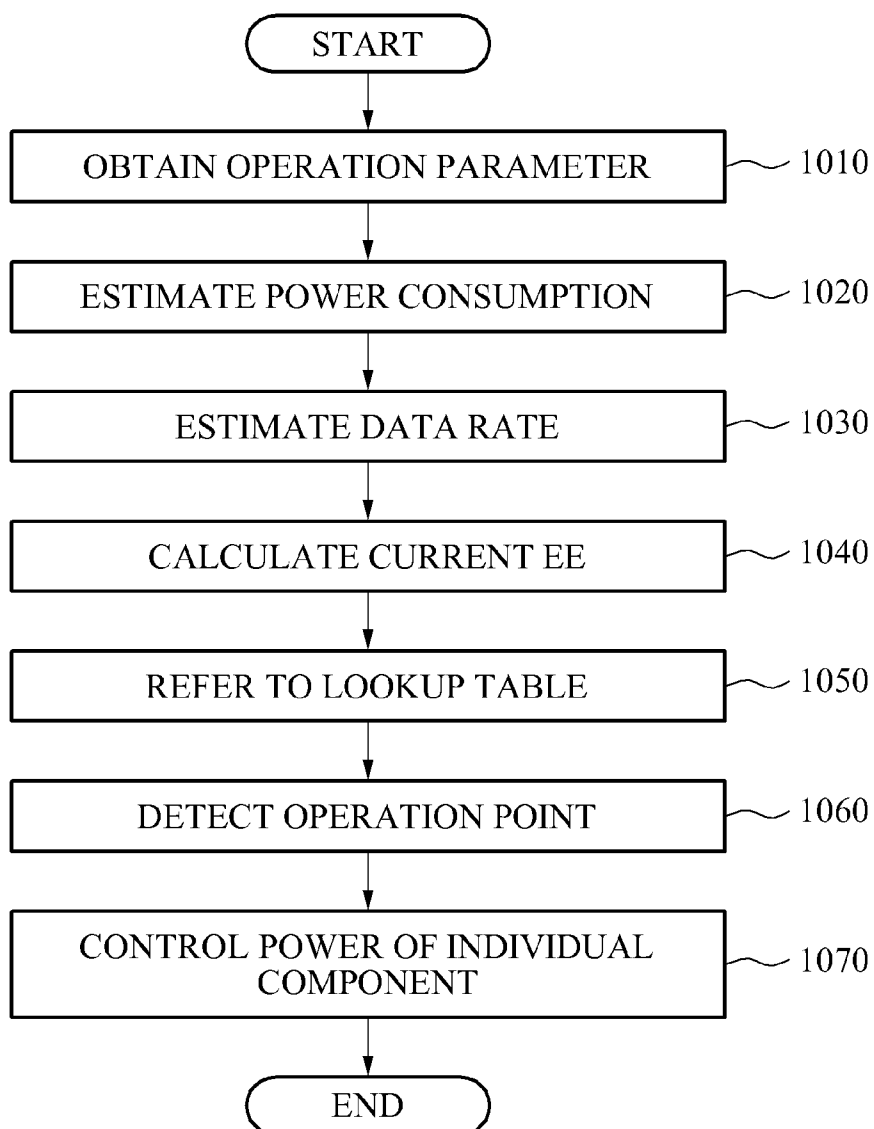 START
OBTAIN OPERATION PARAMETER
1010
ESTIMATE POWER CONSUMPTION
1020
ESTIMATE DATA RATE
1030
CALCULATE CURRENT EE
1040
REFER TO LOOKUP TABLE
1050
DETECT OPERATION POINT
1060
CONTROL POWER OF INDIVIDUAL
COMPONENT
1070
END